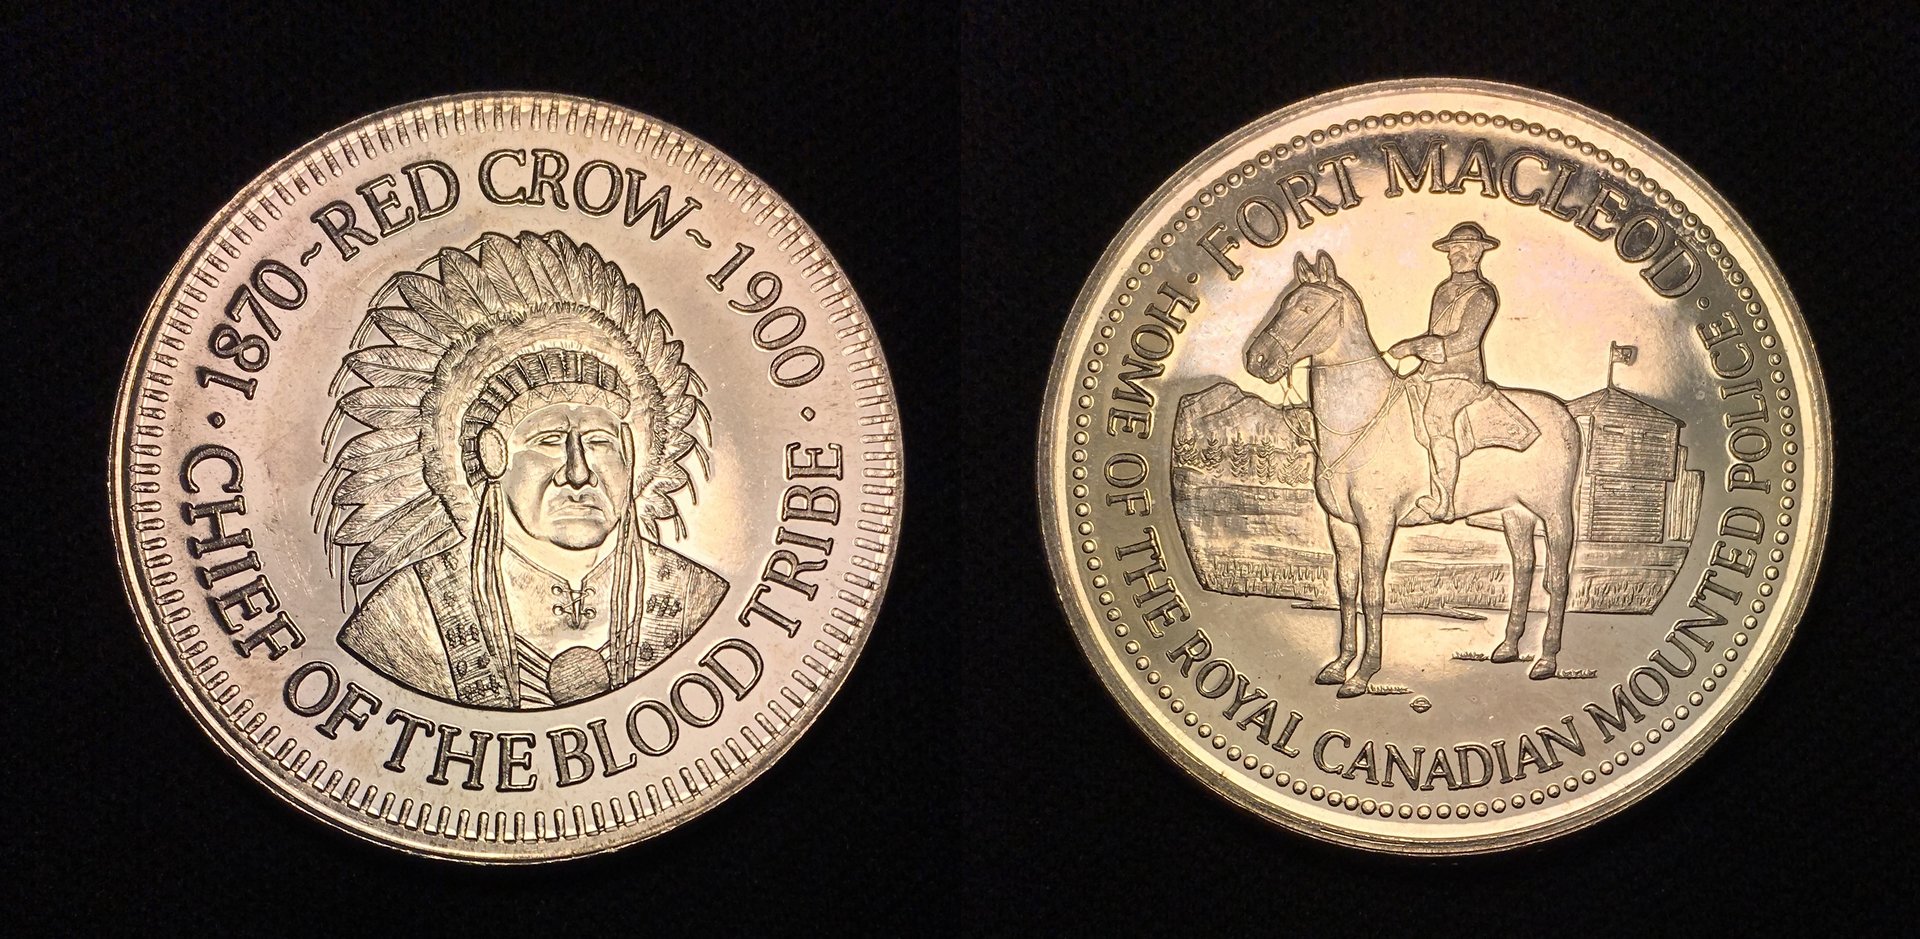 · 1870 ~ RED CROW ~ 1900 ·
CHIEF OF THE BLOOD TRIBE
· FORT MACLEOD ·
HOME OF THE ROYAL CANADIAN MOUNTED POLICE